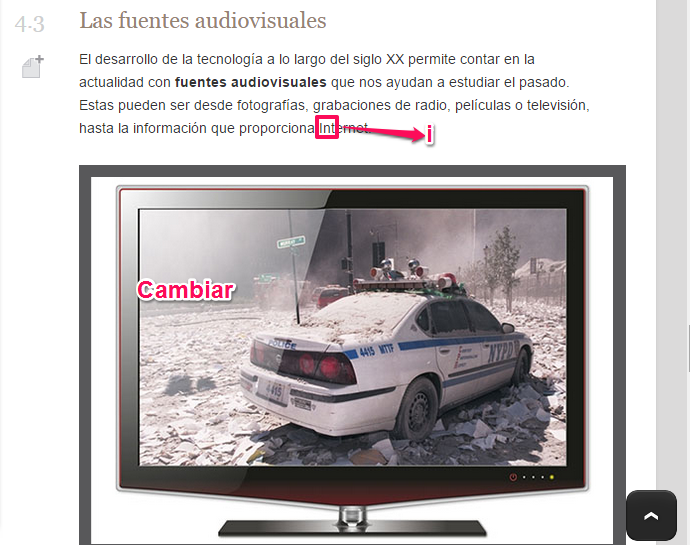 4.3 Las fuentes audiovisuales
El desarrollo de la tecnología a lo largo del siglo XX permite contar en la
actualidad con fuentes audiovisuales que nos ayudan a estudiar el pasado.
Estas pueden ser desde fotografías, grabaciones de radio, películas o televisión,
hasta la información que proporciona Internet.
i
Cambiar
POLICE
4415 MTTF
NYPD
4415